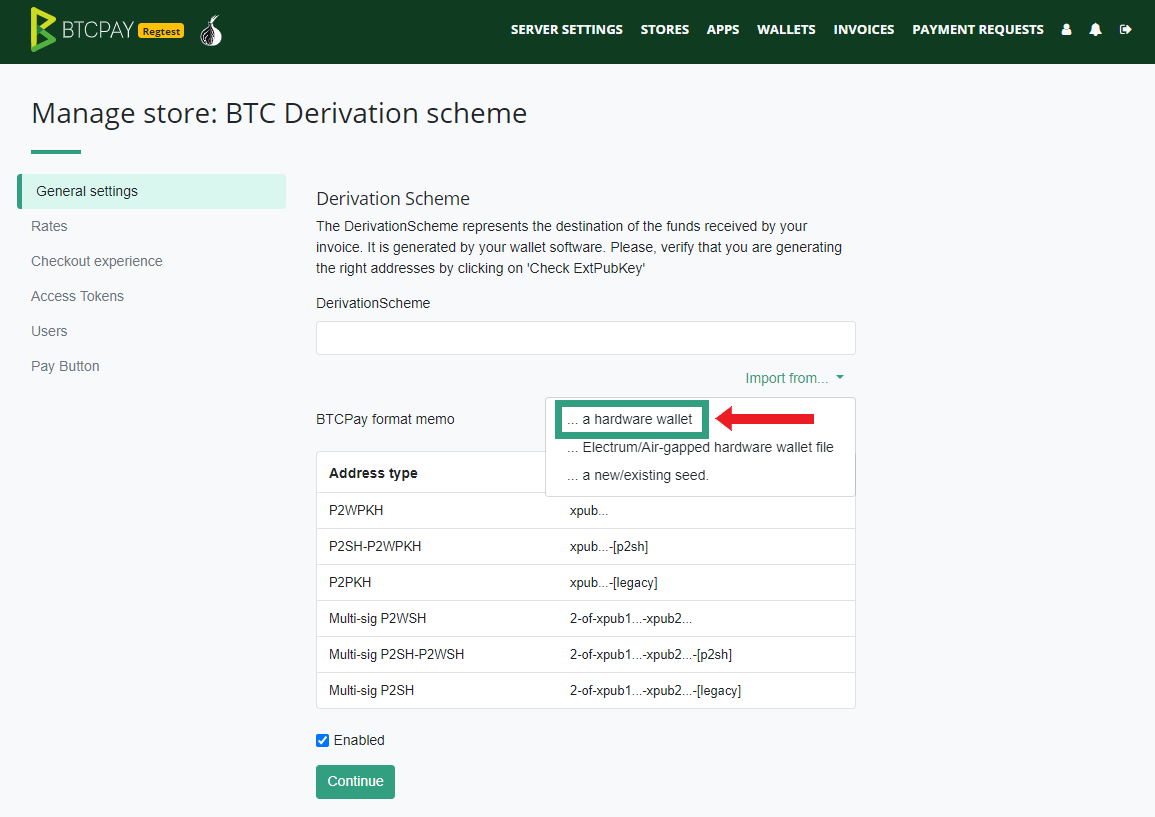 BTCPAY Regtest
SERVER SETTINGS STORES APPS WALLETS INVOICES PAYMENT REQUESTS
Manage store: BTC Derivation scheme
General settings
Rates
Checkout experience
Access Tokens
Users
Pay Button
Derivation Scheme
The DerivationScheme represents the destination of the funds received by your
invoice. It is generated by your wallet software. Please, verify that you are generating
the right addresses by clicking on 'Check ExtPubKey'
DerivationScheme
Import from...
... a hardware wallet
... Electrum/Air-gapped hardware wallet file
... a new/existing seed.
BTCPay format memo
Address type
P2WPKH xpub...
P2SH-P2WPKH xpub...-[p2sh]
P2PKH xpub...-[legacy]
Multi-sig P2WSH 2-of-xpub1...-xpub2...
Multi-sig P2SH-P2WSH 2-of-xpub1...-xpub2...-[p2sh]
Multi-sig P2SH 2-of-xpub1...-xpub2...-[legacy]
Enabled
Continue